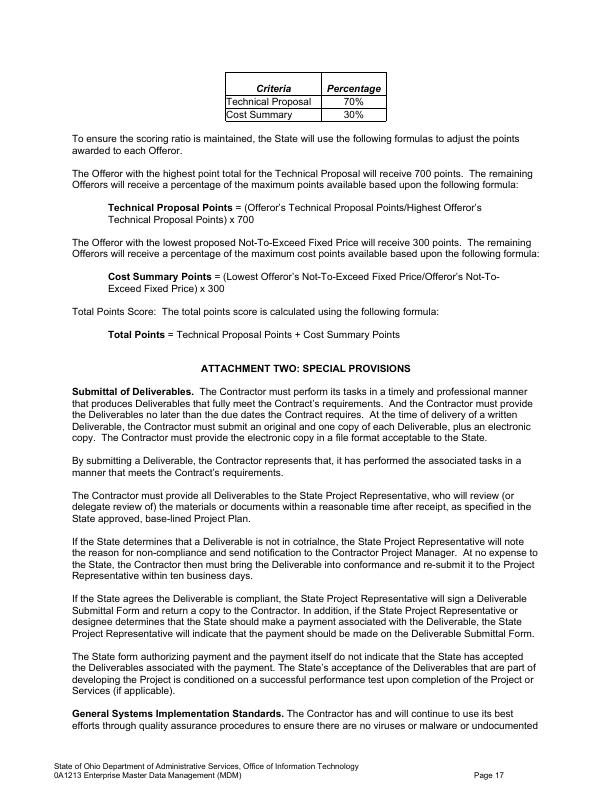 Criteria Percentage
Technical Proposal 70%
Cost Summary 30%
To ensure the scoring ratio is maintained, the State will use the following formulas to adjust the points
awarded to each Offeror.
The Offeror with the highest point total for the Technical Proposal will receive 700 points. The remaining
Offerors will receive a percentage of the maximum points available based upon the following formula:
Technical Proposal Points = (Offeror's Technical Proposal Points/Highest Offeror's
Technical Proposal Points) x 700
The Offeror with the lowest proposed Not-To-Exceed Fixed Price will receive 300 points. The remaining
Offerors will receive a percentage of the maximum cost points available based upon the following formula:
Cost Summary Points = (Lowest Offeror's Not-To-Exceed Fixed Price/Offeror's Not-To-
Exceed Fixed Price) x 300
Total Points Score: The total points score is calculated using the following formula:
Total Points = Technical Proposal Points + Cost Summary Points
ATTACHMENT TWO: SPECIAL PROVISIONS
Submittal of Deliverables. The Contractor must perform its tasks in a timely and professional manner
that produces Deliverables that fully meet the Contract's requirements. And the Contractor must provide
the Deliverables no later than the due dates the Contract requires. At the time of delivery of a written
Deliverable, the Contractor must submit an original and one copy of each Deliverable, plus an electronic
copy. The Contractor must provide the electronic copy in a file format acceptable to the State.
By submitting a Deliverable, the Contractor represents that, it has performed the associated tasks in a
manner that meets the Contract's requirements.
The Contractor must provide all Deliverables to the State Project Representative, who will review (or
delegate review of) the materials or documents within a reasonable time after receipt, as specified in the
State approved, base-lined Project Plan.
If the State determines that a Deliverable is not in cotrialnce, the State Project Representative will note
the reason for non-compliance and send notification to the Contractor Project Manager. At no expense to
the State, the Contractor then must bring the Deliverable into conformance and re-submit it to the Project
Representative within ten business days.
If the State agrees the Deliverable is compliant, the State Project Representative will sign a Deliverable
Submittal Form and return a copy to the Contractor. In addition, if the State Project Representative or
designee determines that the State should make a payment associated with the Deliverable, the State
Project Representative will indicate that the payment should be made on the Deliverable Submittal Form.
The State form authorizing payment and the payment itself do not indicate that the State has accepted
the Deliverables associated with the payment. The State's acceptance of the Deliverables that are part of
developing the Project is conditioned on a successful performance test upon completion of the Project or
Services (if applicable).
General Systems Implementation Standards. The Contractor has and will continue to use its best
efforts through quality assurance procedures to ensure there are no viruses or malware or undocumented
State of Ohio Department of Administrative Services, Office of Information Technology
0A1213 Enterprise Master Data Management (MDM) Page 17